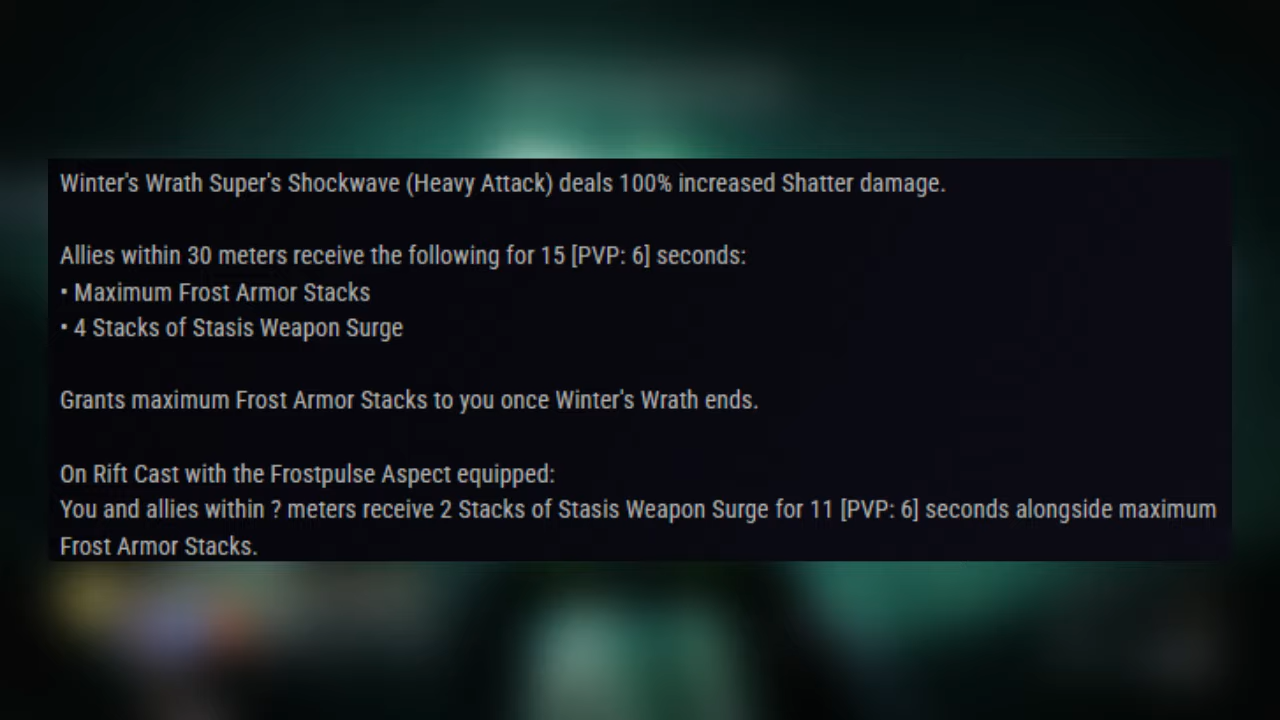 Winter's Wrath Super's Shockwave (Heavy Attack) deals 100% increased Shatter damage.
Allies within 30 meters receive the following for 15 [PVP: 6] seconds:
• Maximum Frost Armor Stacks
• 4 Stacks of Stasis Weapon Surge
Grants maximum Frost Armor Stacks to you once Winter's Wrath ends.
On Rift Cast with the Frostpulse Aspect equipped:
You and allies within ? meters receive 2 Stacks of Stasis Weapon Surge for 11 [PVP: 6] seconds alongside maximum
Frost Armor Stacks.